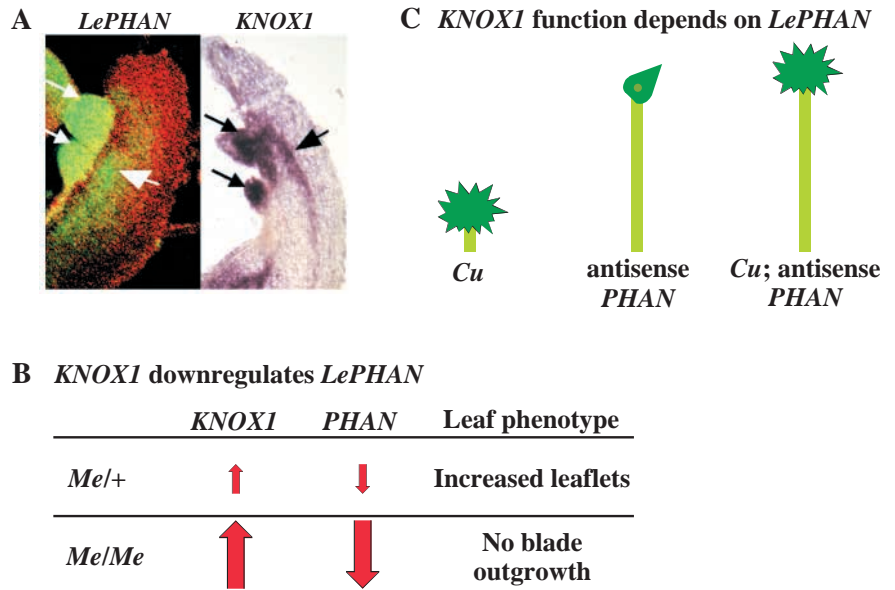 A
LePHAN KNOX1
C KNOX1 function depends on LePHAN
Cu
antisense
PHAN
Cu; antisense
PHAN
B KNOX1 downregulates LePHAN
KNOX1 PHAN Leaf phenotype
Me/+ Increased leaflets
Me/Me No blade
outgrowth